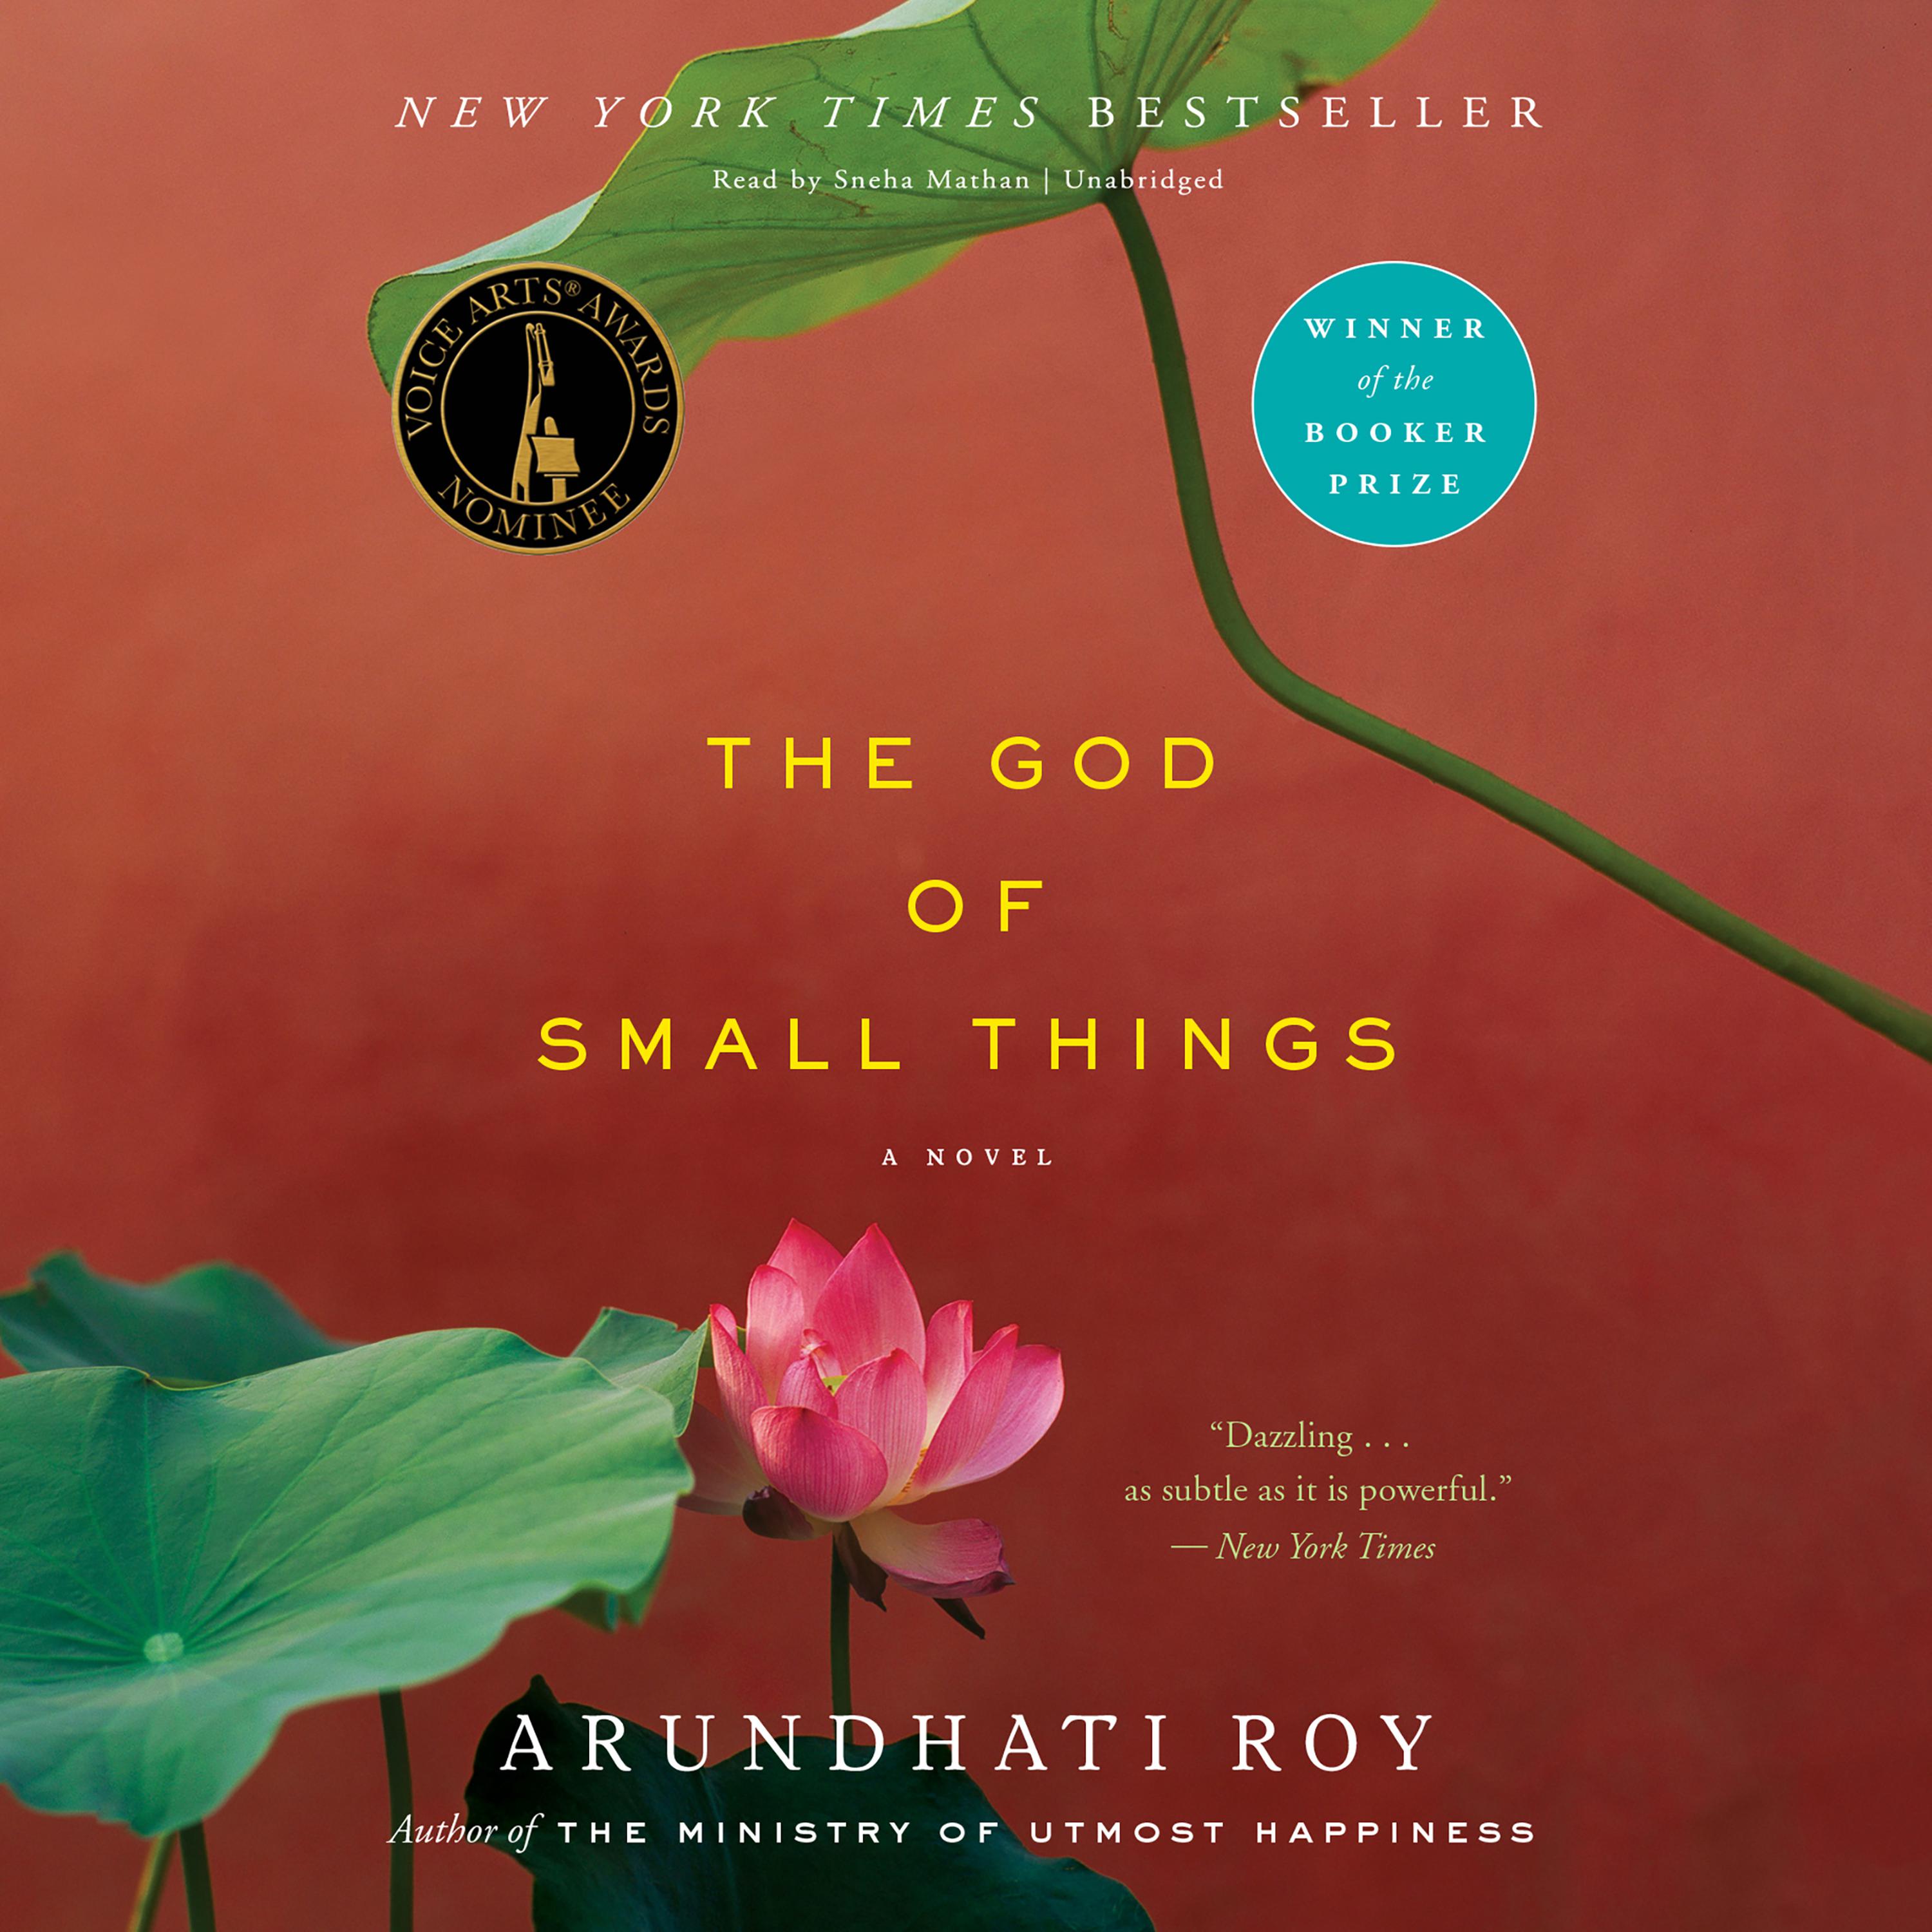 NEW YORK TIMES BESTSELLER
Read by Sneha Mathan | Unabridged
VOICE ARTS® AWARDS
NOMINEE
WINNER
of the
BOOKER
PRIZE
THE GOD
OF
SMALL THINGS
A NOVEL
“Dazzling . . .
as subtle as it is powerful.”
— New York Times
ARUNDHATI ROY
Author of THE MINISTRY OF UTMOST HAPPINESS